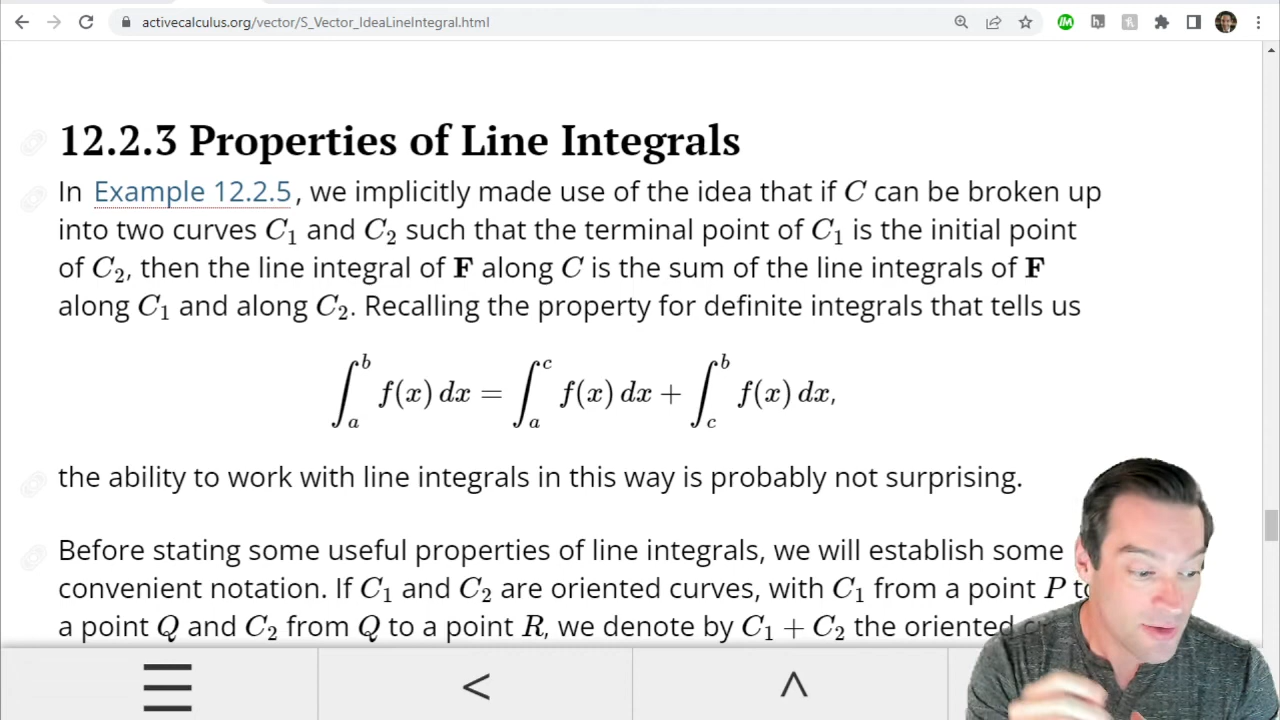 activecalculus.org/vector/S_Vector_IdeaLineIntegral.html
12.2.3 Properties of Line Integrals
In Example 12.2.5, we implicitly made use of the idea that if C can be broken up
into two curves C₁ and C₂ such that the terminal point of C₁ is the initial point
of C₂, then the line integral of F along C is the sum of the line integrals of F
along C₁ and along C₂. Recalling the property for definite integrals that tells us
∫_a^b f(x) dx = ∫_a^c f(x) dx + ∫_c^b f(x) dx,
the ability to work with line integrals in this way is probably not surprising.
Before stating some useful properties of line integrals, we will establish some
convenient notation. If C₁ and C₂ are oriented curves, with C₁ from a point P to
a point Q and C₂ from Q to a point R, we denote by C₁ + C₂ the oriented